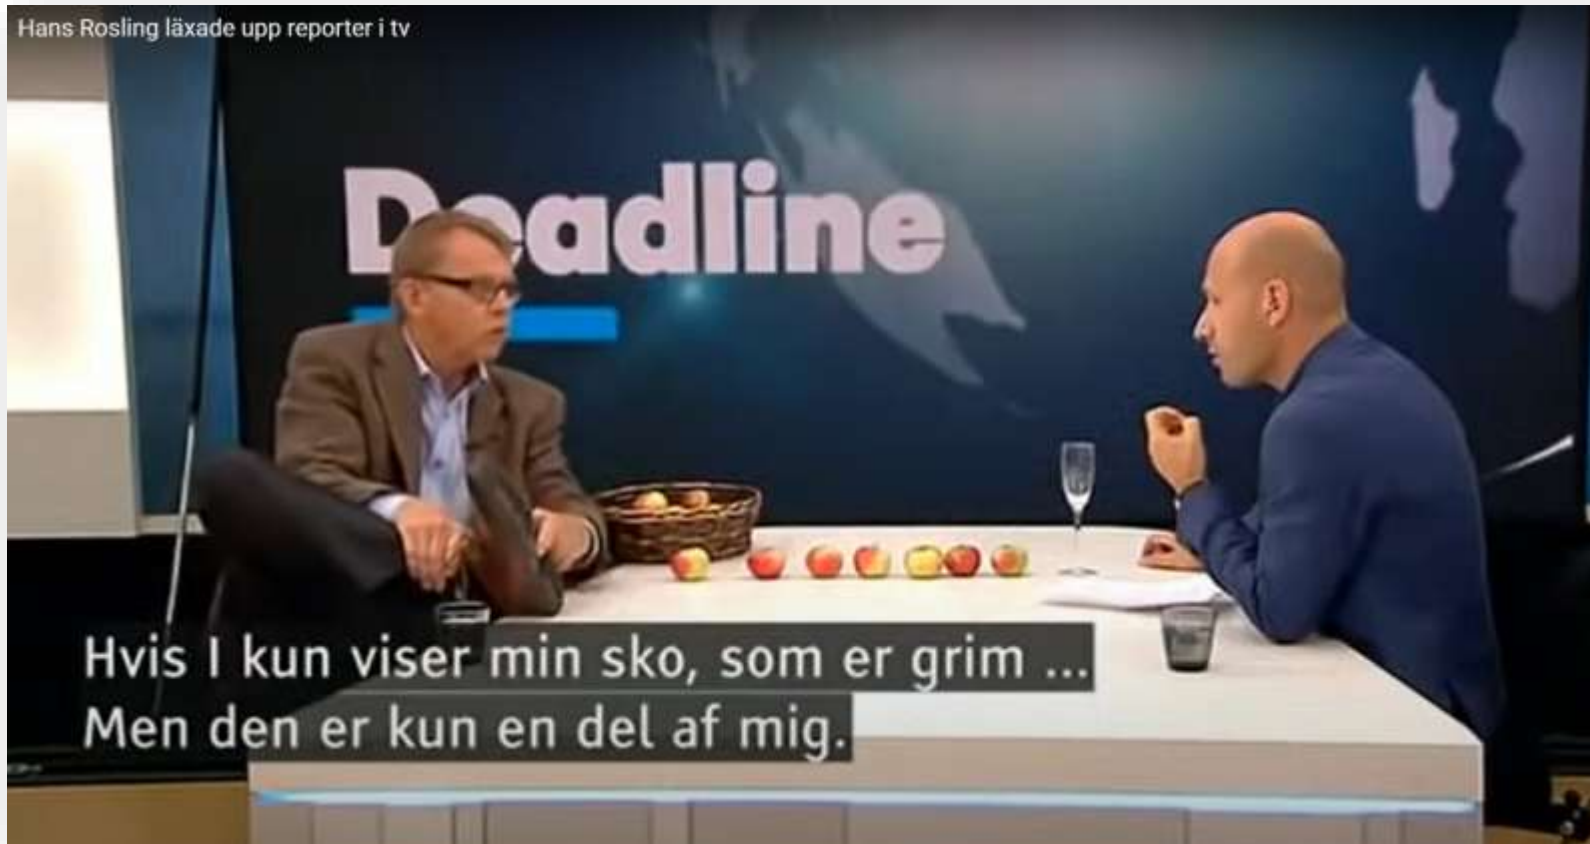 Hans Rosling läxade upp reporter i tv
Deadline
Hvis I kun viser min sko, som er grim ...
Men den er kun en del af mig.